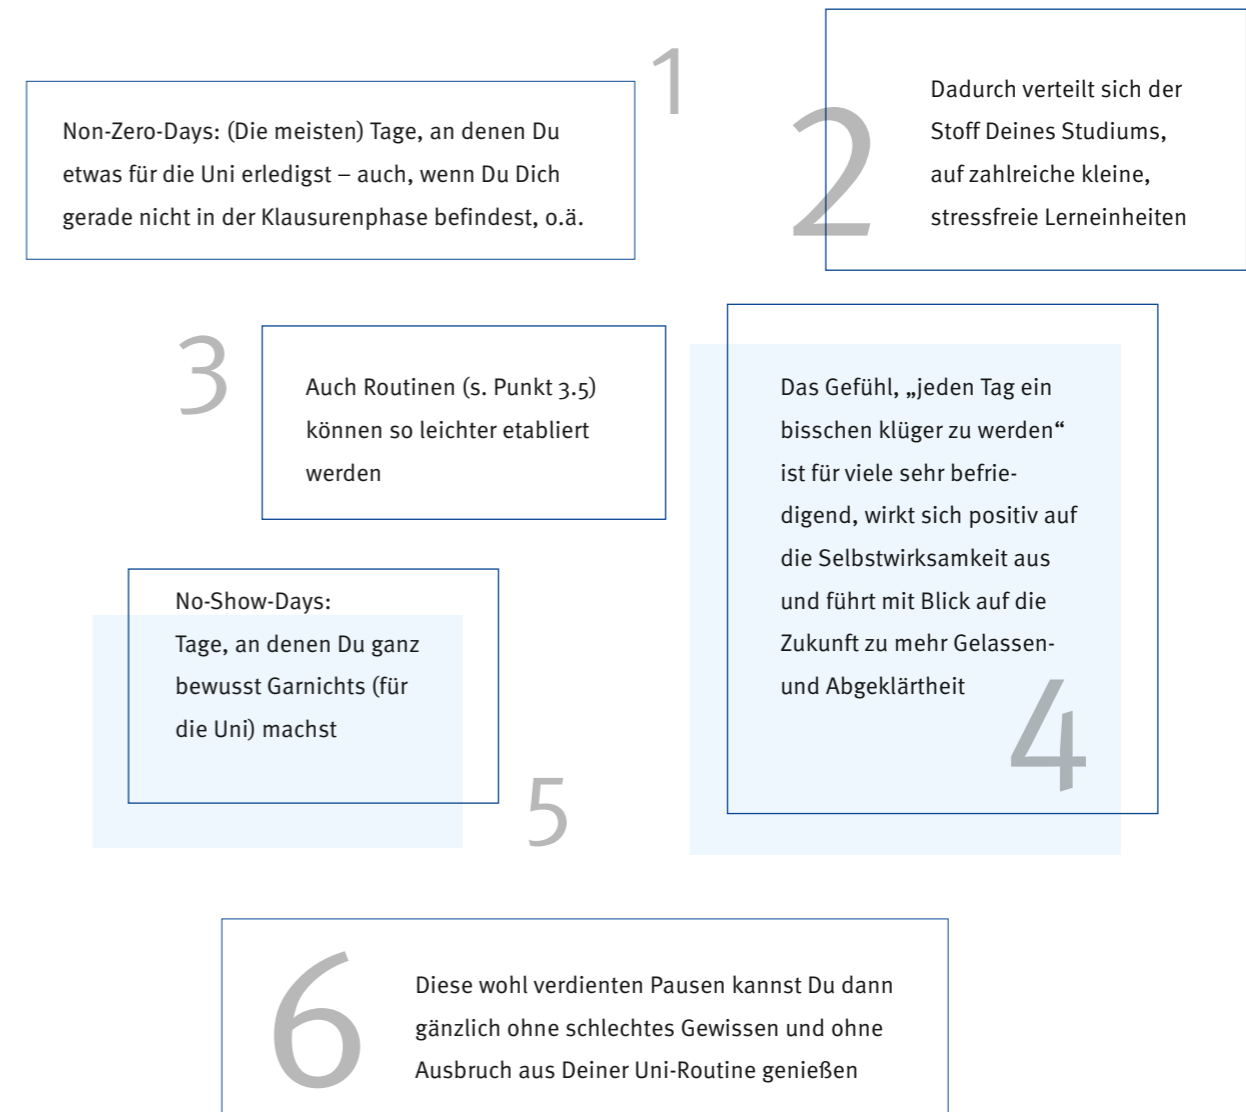 1
Non-Zero-Days: (Die meisten) Tage, an denen Du
etwas für die Uni erledigst – auch, wenn Du Dich
gerade nicht in der Klausurenphase befindest, o.ä.
2
Dadurch verteilt sich der
Stoff Deines Studiums,
auf zahlreiche kleine,
stressfreie Lerneinheiten
3
Auch Routinen (s. Punkt 3.5)
können so leichter etabliert
werden
Das Gefühl, „jeden Tag ein
bisschen klüger zu werden“
ist für viele sehr befrie-
digend, wirkt sich positiv auf
die Selbstwirksamkeit aus
und führt mit Blick auf die
Zukunft zu mehr Gelassen-
und Abgeklärtheit
4
No-Show-Days:
Tage, an denen Du ganz
bewusst Garnichts (für
die Uni) machst
5
6
Diese wohl verdienten Pausen kannst Du dann
gänzlich ohne schlechtes Gewissen und ohne
Ausbruch aus Deiner Uni-Routine genießen